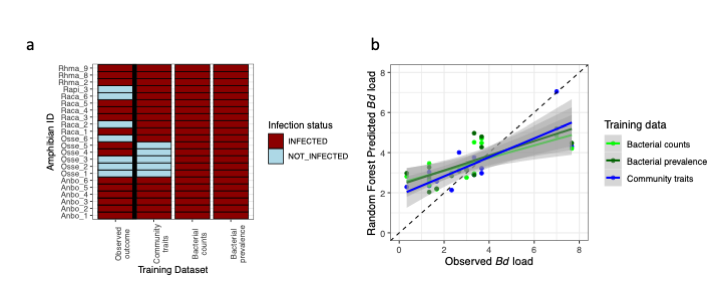 a
Rhma_9
Rhma_8
Rhma_2
Rapi_3
Raca_6
Raca_5
Raca_4
Raca_3
Raca_2
Raca_1
Osse_6
Osse_5
Osse_4
Osse_3
Osse_2
Osse_1
Anbo_6
Anbo_5
Anbo_4
Anbo_3
Anbo_2
Anbo_1
Amphibian ID
Observed
outcome
Community
traits
Bacterial
counts
Bacterial
prevalence
Training Dataset
Infection status
INFECTED
NOT_INFECTED
b
Random Forest Predicted Bd load
8
6
4
2
0
0
2
4
6
8
Observed Bd load
Training data
Bacterial counts
Bacterial prevalence
Community traits